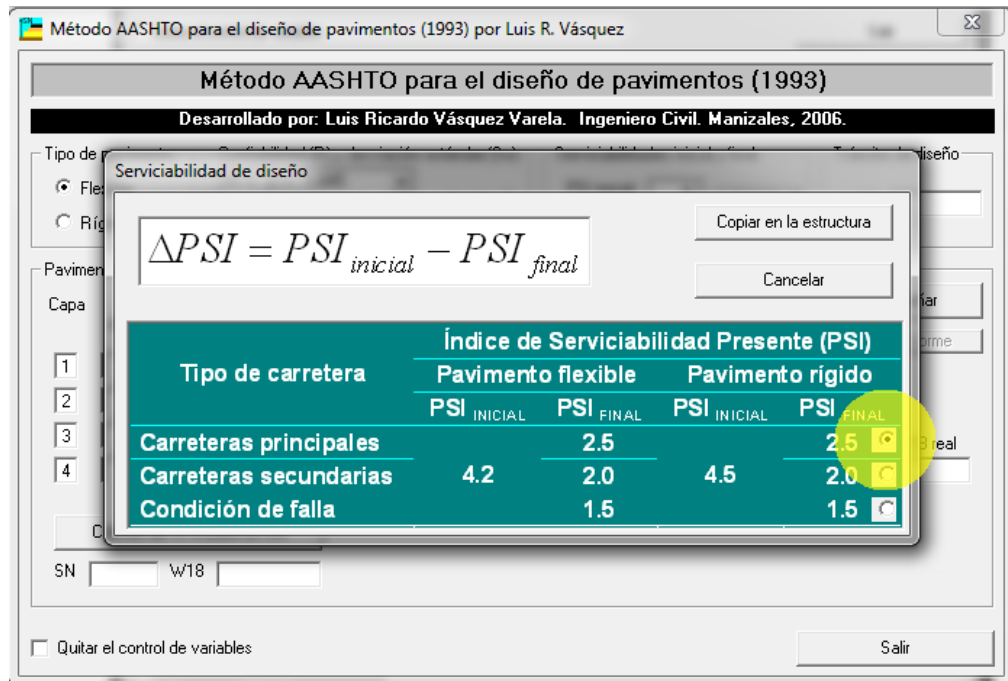 Método AASHTO para el diseño de pavimentos (1993) por Luis R. Vásquez
Método AASHTO para el diseño de pavimentos (1993)
Desarrollado por: Luis Ricardo Vásquez Varela. Ingeniero Civil. Manizales, 2006.
Tipo de
diseño
Serviciabilidad de diseño
ΔPSI = PSI inicial − PSI final
Copiar en la estructura
Cancelar
Capa
Tipo de carretera
Índice de Serviciabilidad Presente (PSI)
Pavimento flexible Pavimento rígido
PSI INICIAL PSI FINAL PSI INICIAL PSI FINAL
Carreteras principales 2.5 2.5
Carreteras secundarias 4.2 2.0 4.5 2.0
Condición de falla 1.5 1.5
1
2
3
4
real
SN W18
Quitar el control de variables
Salir